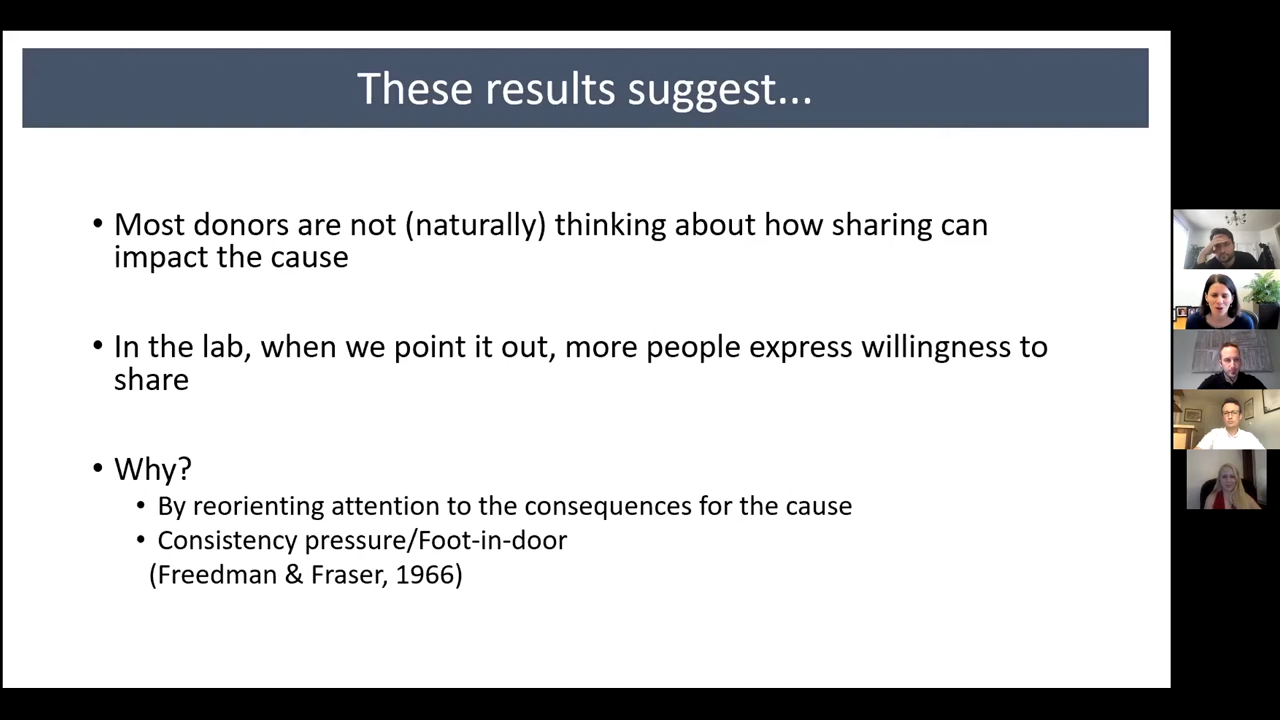 These results suggest...
• Most donors are not (naturally) thinking about how sharing can
impact the cause
• In the lab, when we point it out, more people express willingness to
share
• Why?
• By reorienting attention to the consequences for the cause
• Consistency pressure/Foot-in-door
(Freedman & Fraser, 1966)